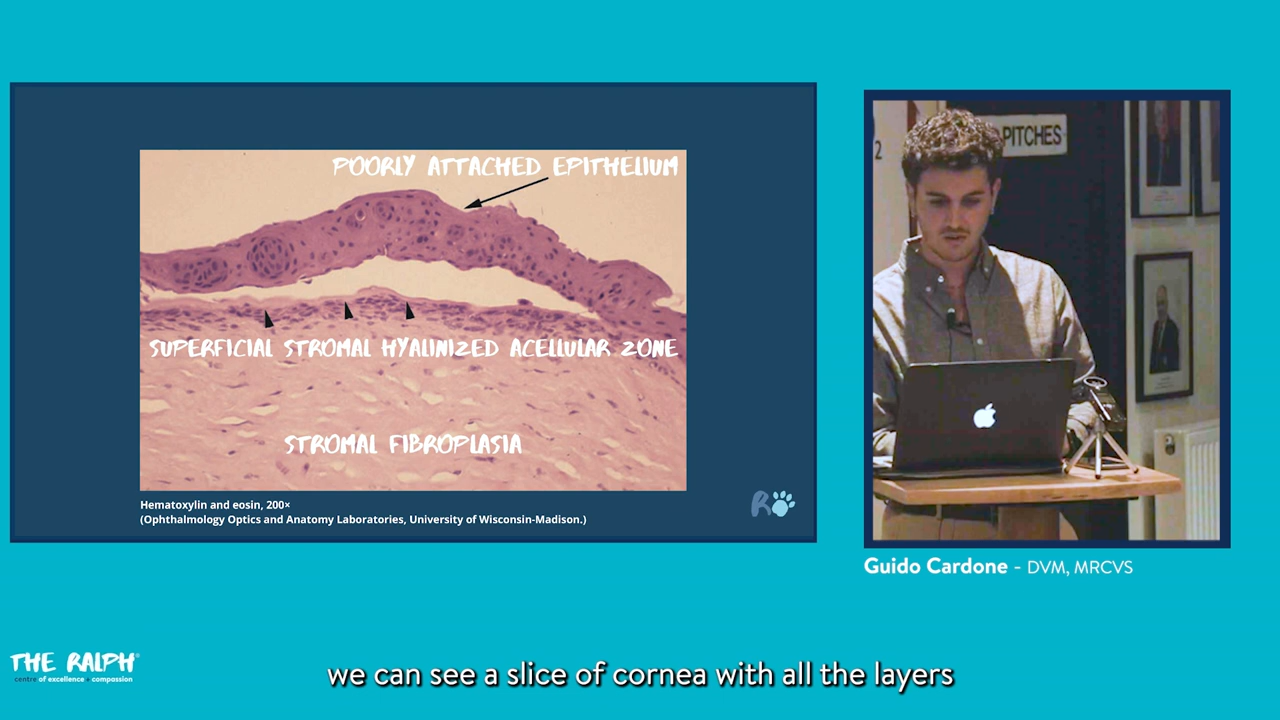 POORLY ATTACHED EPITHELIUM
SUPERFICIAL STROMAL HYALINIZED ACELLULAR ZONE
STROMAL FIBROPLASIA
Hematoxylin and eosin, 200×
(Ophthalmology Optics and Anatomy Laboratories, University of Wisconsin-Madison.)
R
2
PITCHES
Guido Cardone - DVM, MRCVS
THE RALPH®
centre of excellence + compassion
we can see a slice of cornea with all the layers